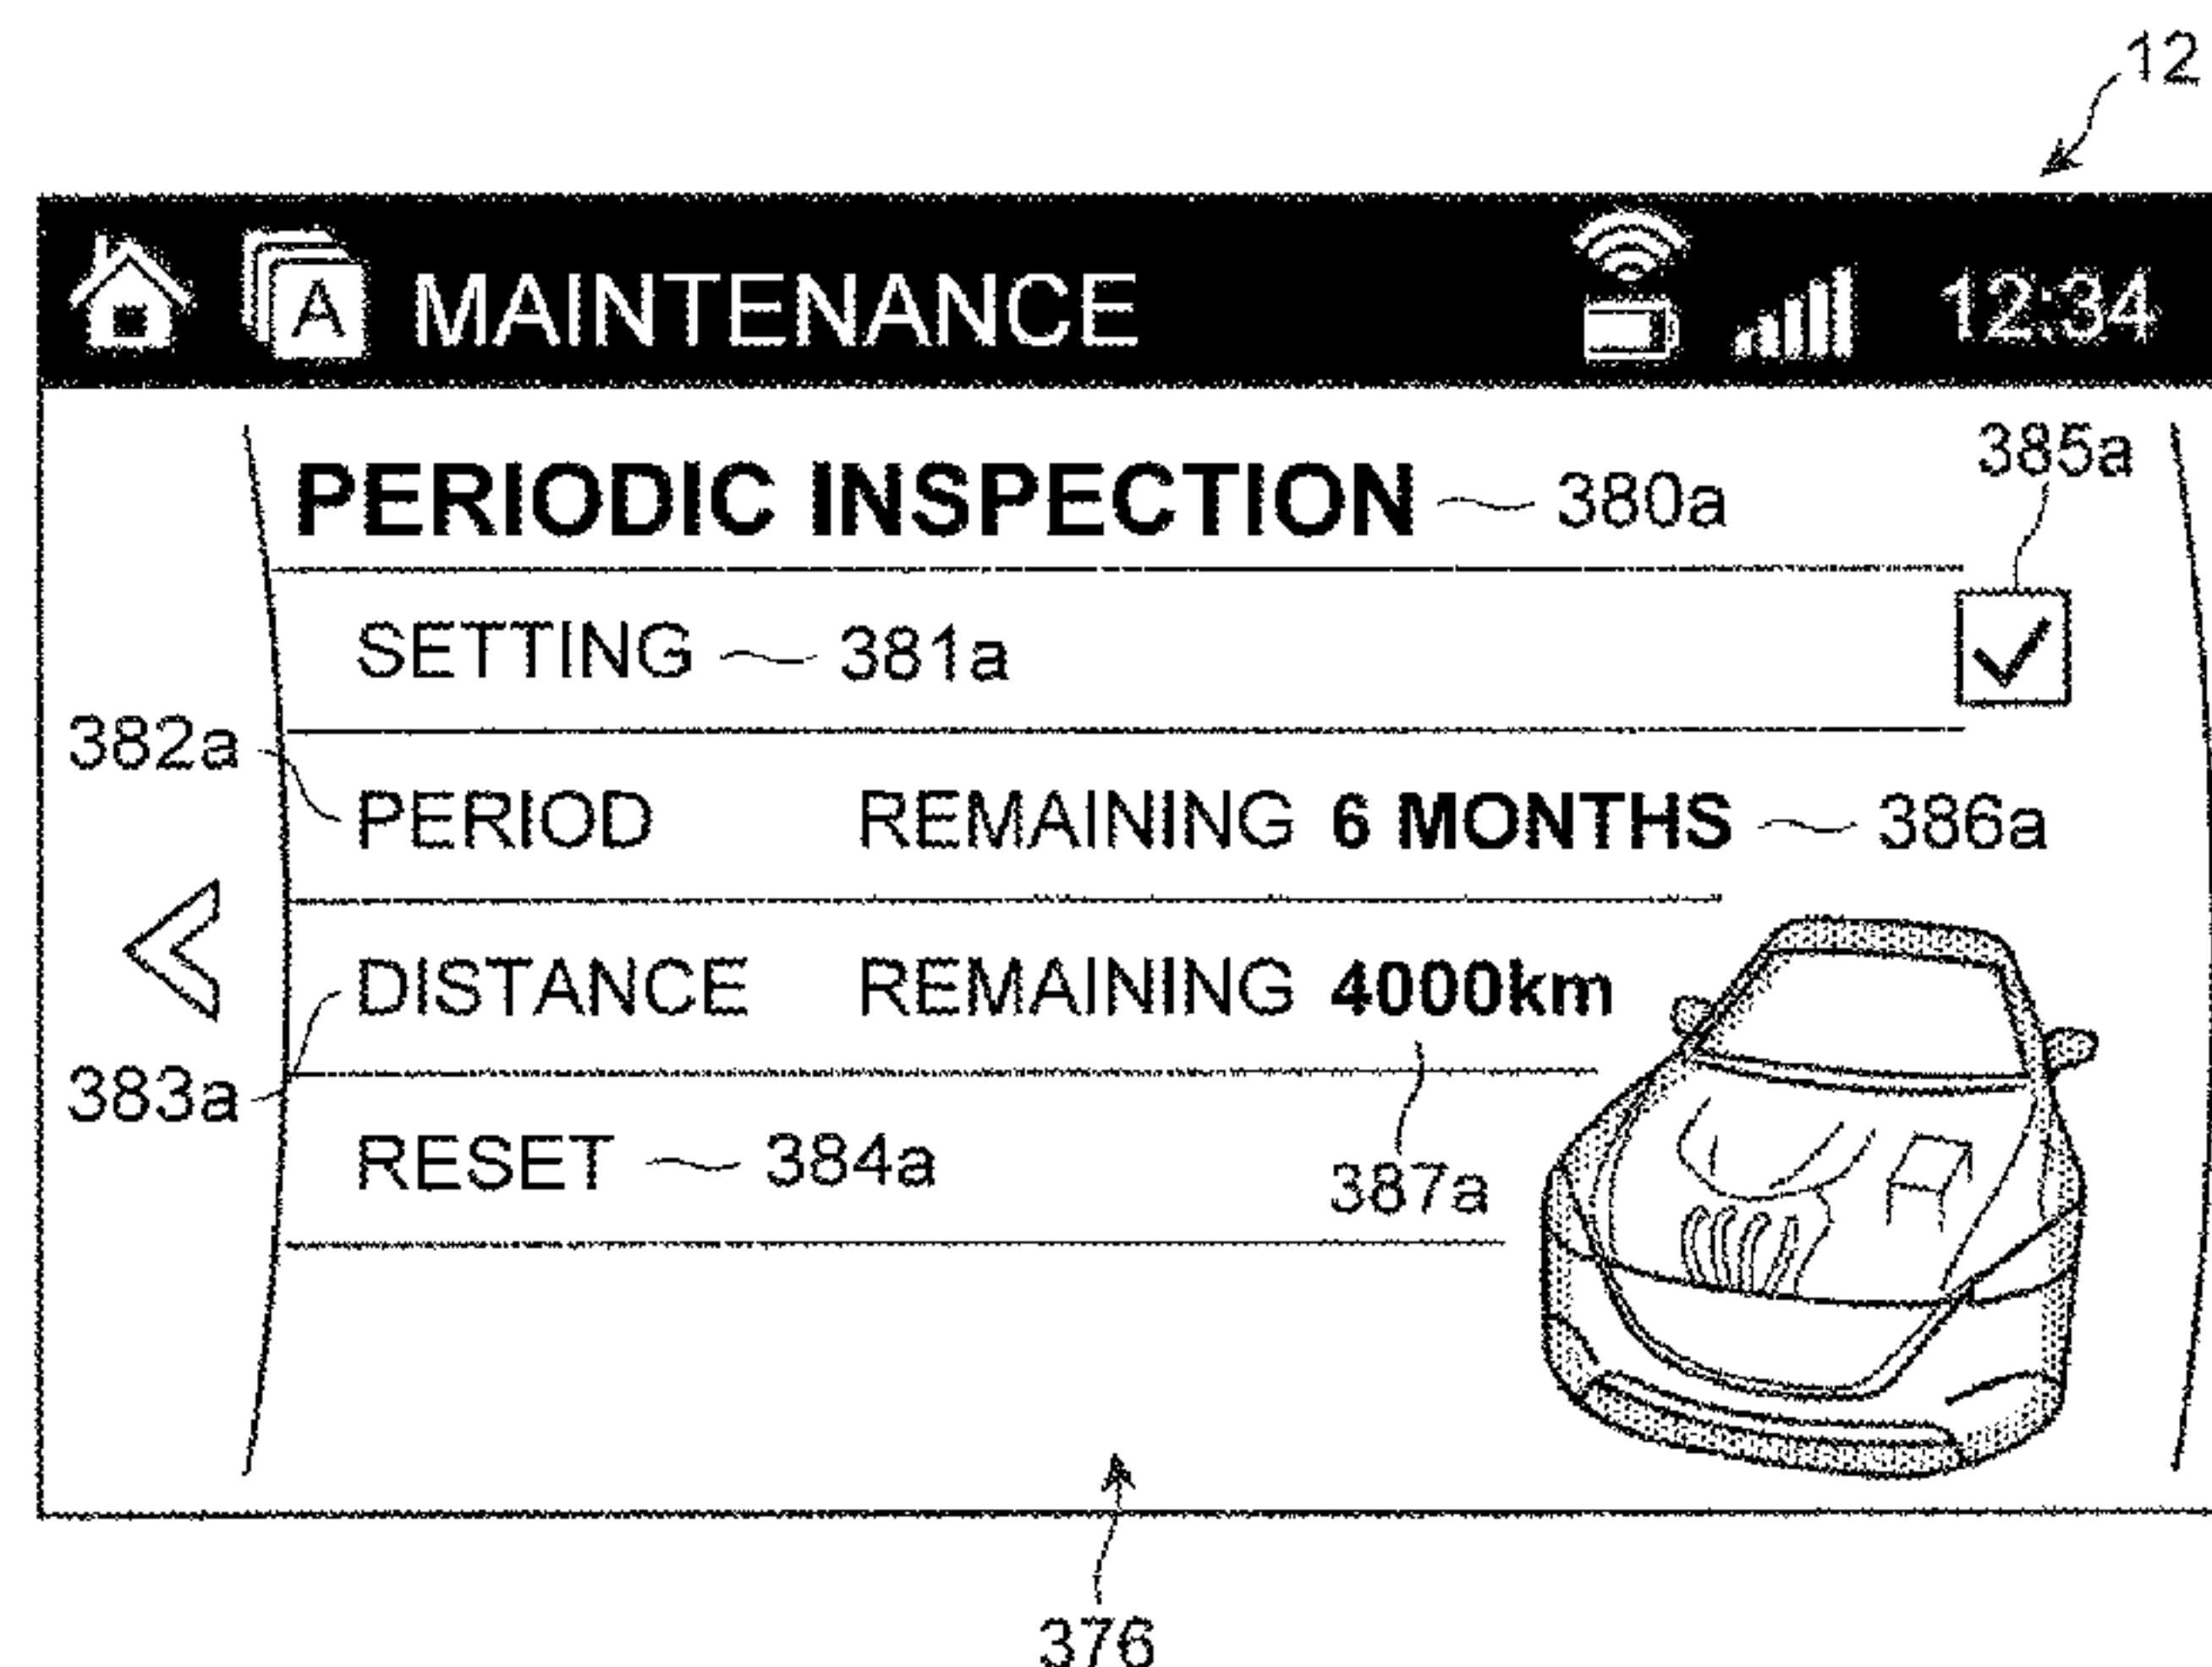 12
A MAINTENANCE 12:34
385a
PERIODIC INSPECTION 380a
SETTING 381a
382a
PERIOD REMAINING 6 MONTHS 386a
DISTANCE REMAINING 4000km
383a
RESET 384a
387a
376